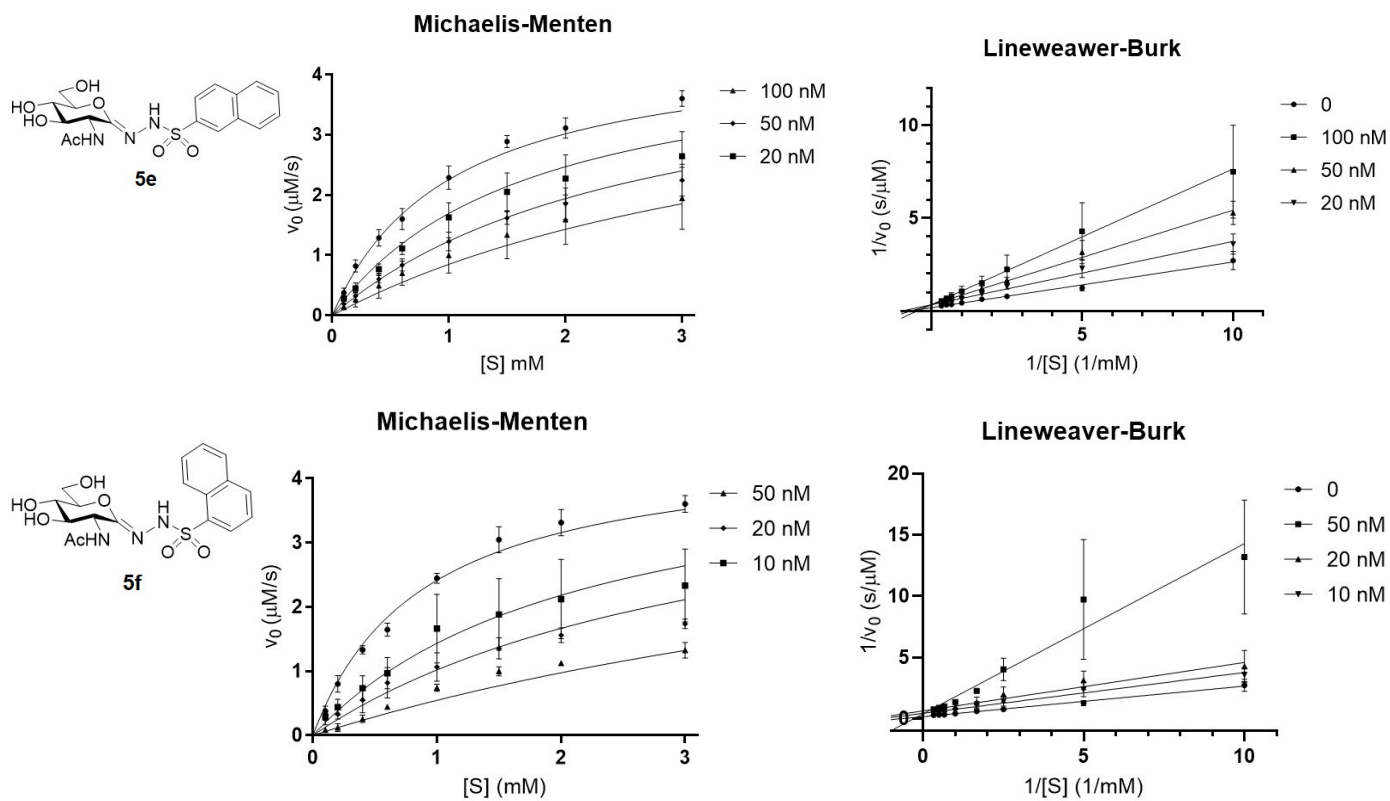 Michaelis-Menten
OH
HO
O
HO
H
AcHN
N
N
S
O O
5e
4
3
2
1
0
v0 (μM/s)
0 1 2 3
[S] mM
100 nM
50 nM
20 nM
Lineweawer-Burk
10
5
1/v0 (s/μM)
5 10
1/[S] (1/mM)
0
100 nM
50 nM
20 nM
Michaelis-Menten
OH
HO
O
HO
H
AcHN
N
N
S
O O
5f
4
3
2
1
0
v0 (μM/s)
0 1 2 3
[S] (mM)
50 nM
20 nM
10 nM
Lineweaver-Burk
20
15
10
5
0
1/v0 (s/μM)
0 5 10
1/[S] (1/mM)
0
50 nM
20 nM
10 nM